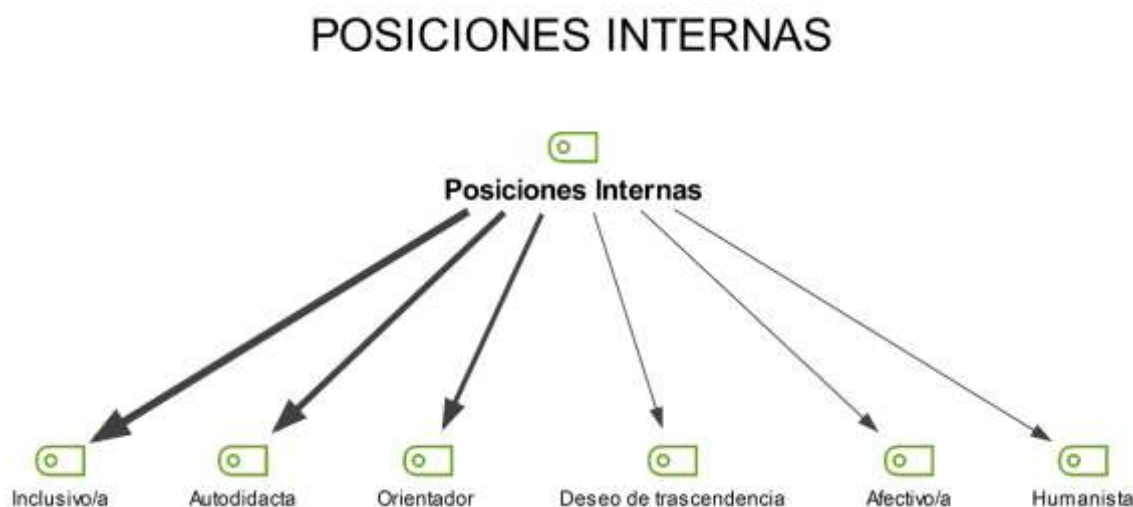 POSICIONES INTERNAS
Posiciones Internas
Inclusivo/a
Autodidacta
Orientador
Deseo de trascendencia
Afectivo/a
Humanista